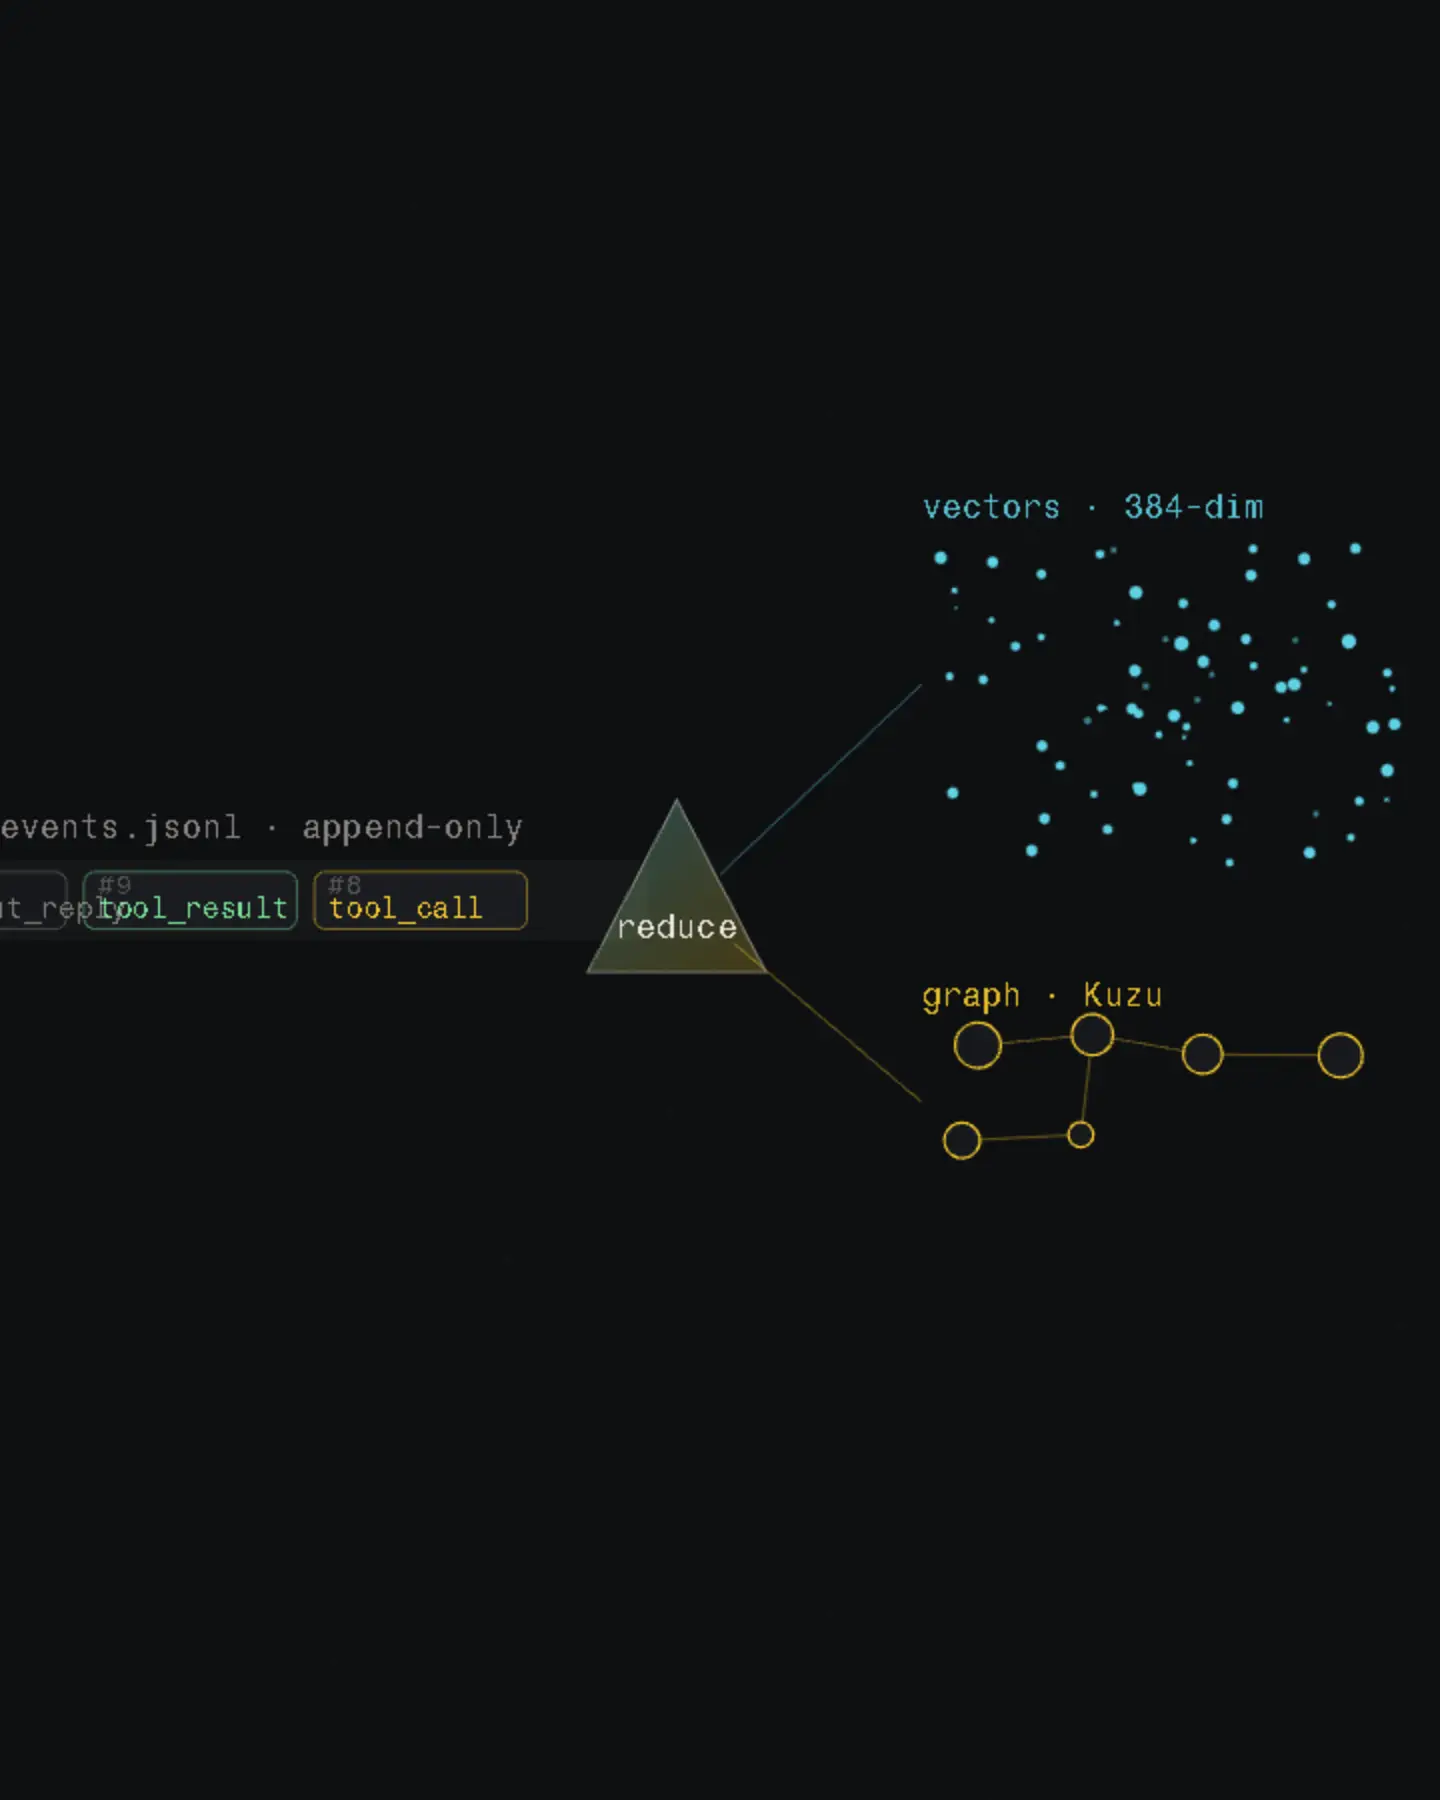 vectors · 384-dim
events.jsonl · append-only
#9
#8
tool_result
tool_call
reduce
graph · Kuzu